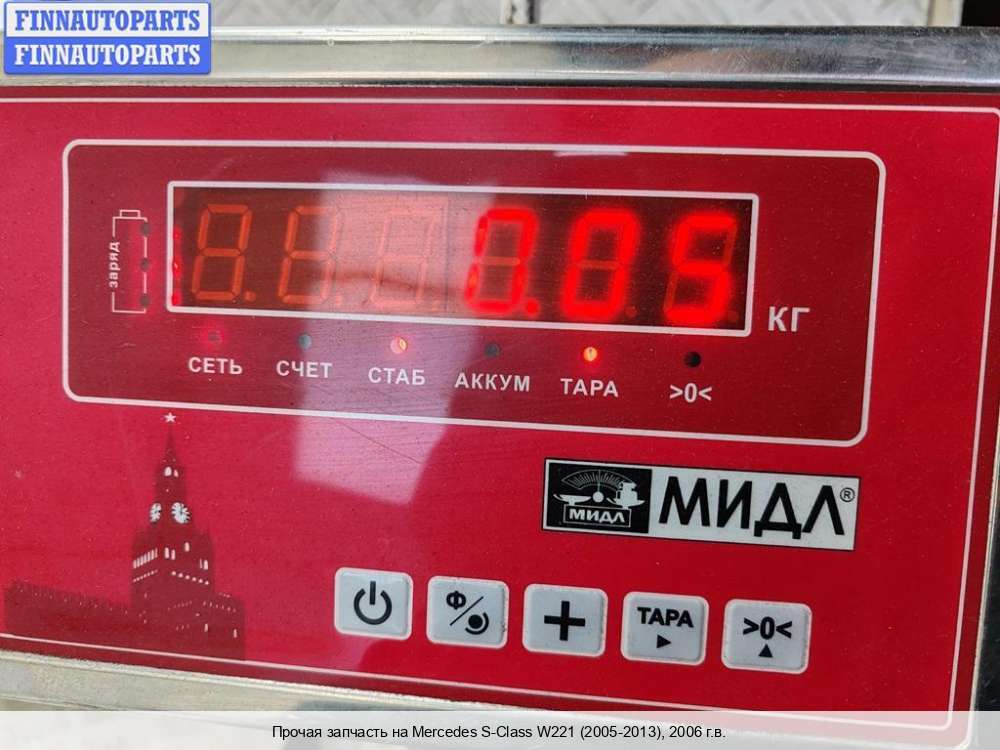 FINNAUTOPARTS
FINNAUTOPARTS
заряд
0.05
КГ
СЕТЬ СЧЕТ СТАБ АККУМ ТАРА >0<
МИДЛ МИДЛ®
Ф ТАРА >0<
Прочая запчасть на Mercedes S-Class W221 (2005-2013), 2006 г.в.